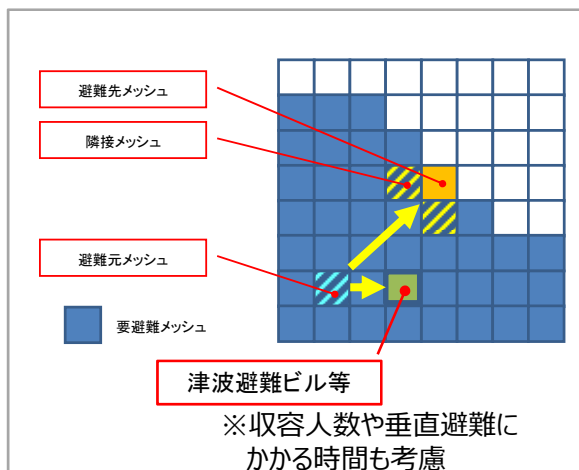 避難先メッシュ
隣接メッシュ
避難元メッシュ
要避難メッシュ
津波避難ビル等
※収容人数や垂直避難に
かかる時間も考慮